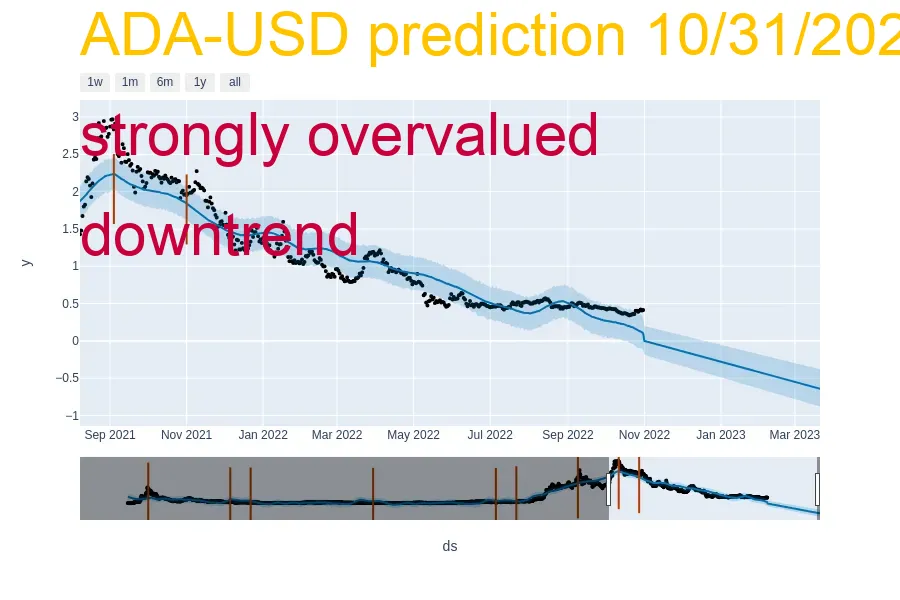 ADA-USD prediction 10/31/202
1w 1m 6m 1y all
strongly overvalued
downtrend
3
2.5
2
1.5
1
0.5
0
−0.5
−1
y
Sep 2021 Nov 2021 Jan 2022 Mar 2022 May 2022 Jul 2022 Sep 2022 Nov 2022 Jan 2023 Mar 2023
ds